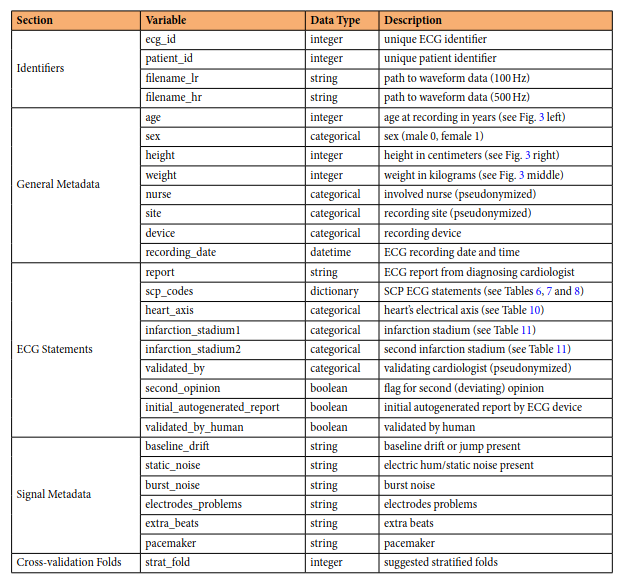 Section Variable Data Type Description
Identifiers
ecg_id integer unique ECG identifier
patient_id integer unique patient identifier
filename_lr string path to waveform data (100 Hz)
filename_hr string path to waveform data (500 Hz)
General Metadata
age integer age at recording in years (see Fig. 3 left)
sex categorical sex (male 0, female 1)
height integer height in centimeters (see Fig. 3 right)
weight integer weight in kilograms (see Fig. 3 middle)
nurse categorical involved nurse (pseudonymized)
site categorical recording site (pseudonymized)
device categorical recording device
recording_date datetime ECG recording date and time
ECG Statements
report string ECG report from diagnosing cardiologist
scp_codes dictionary SCP ECG statements (see Tables 6, 7 and 8)
heart_axis categorical heart's electrical axis (see Table 10)
infarction_stadium1 categorical infarction stadium (see Table 11)
infarction_stadium2 categorical second infarction stadium (see Table 11)
validated_by categorical validating cardiologist (pseudonymized)
second_opinion boolean flag for second (deviating) opinion
initial_autogenerated_report boolean initial autogenerated report by ECG device
validated_by_human boolean validated by human
Signal Metadata
baseline_drift string baseline drift or jump present
static_noise string electric hum/static noise present
burst_noise string burst noise
electrodes_problems string electrodes problems
extra_beats string extra beats
pacemaker string pacemaker
Cross-validation Folds strat_fold integer suggested stratified folds